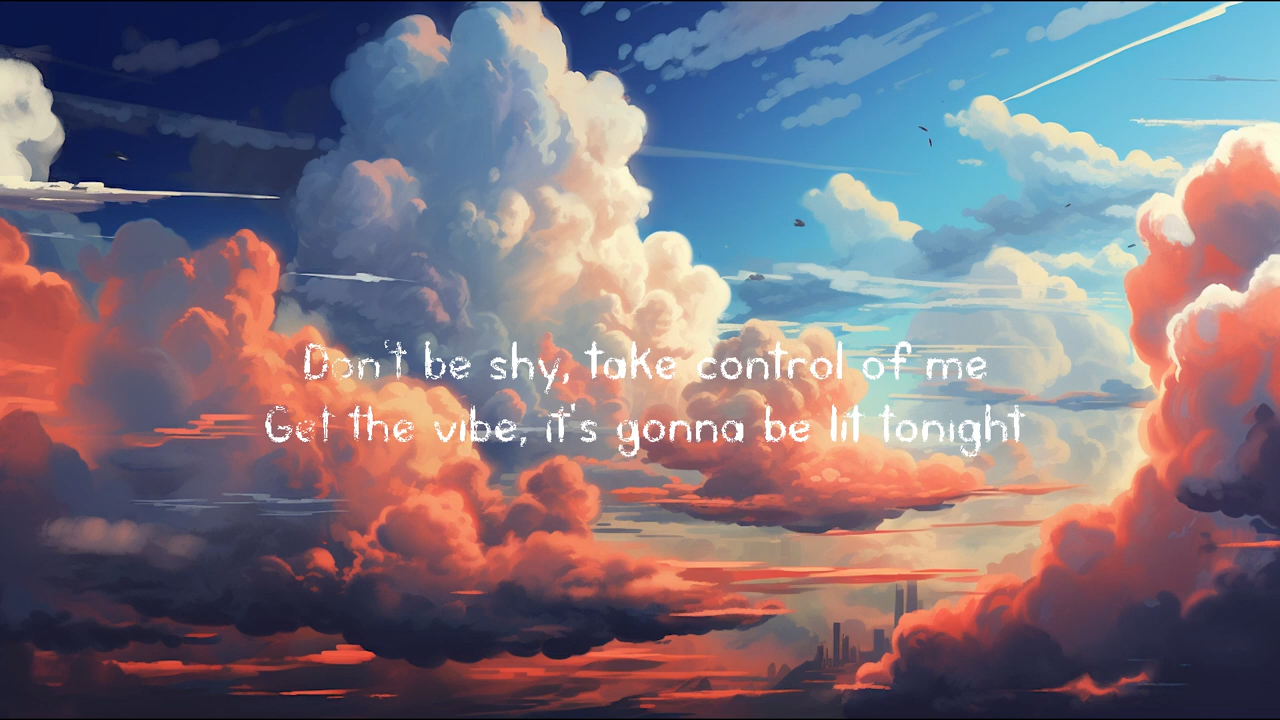 Don't be shy, take control of me
Get the vibe, it's gonna be lit tonight